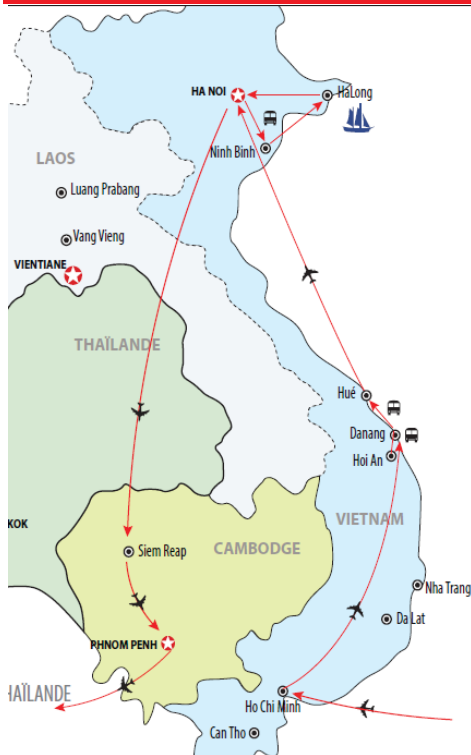 HA NOI
HaLong
Ninh Binh
LAOS
Luang Prabang
Vang Vieng
VIENTIANE
THAÏLANDE
Hué
Danang
Hoi An
KOK
VIETNAM
Siem Reap
CAMBODGE
Nha Trang
Da Lat
PHNOM PENH
HAÏLANDE
Ho Chi Minh
Can Tho